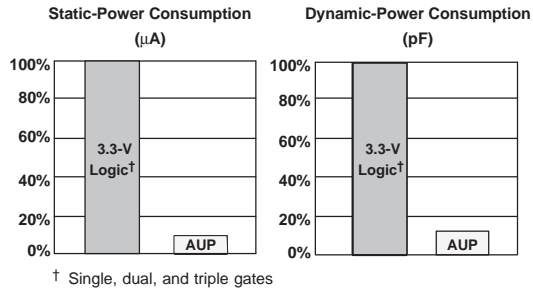 Static-Power Consumption
(μA)
100%
80%
60%
40%
20%
0%
3.3-V
Logic†
AUP
Dynamic-Power Consumption
(pF)
100%
80%
60%
40%
20%
0%
3.3-V
Logic†
AUP
† Single, dual, and triple gates